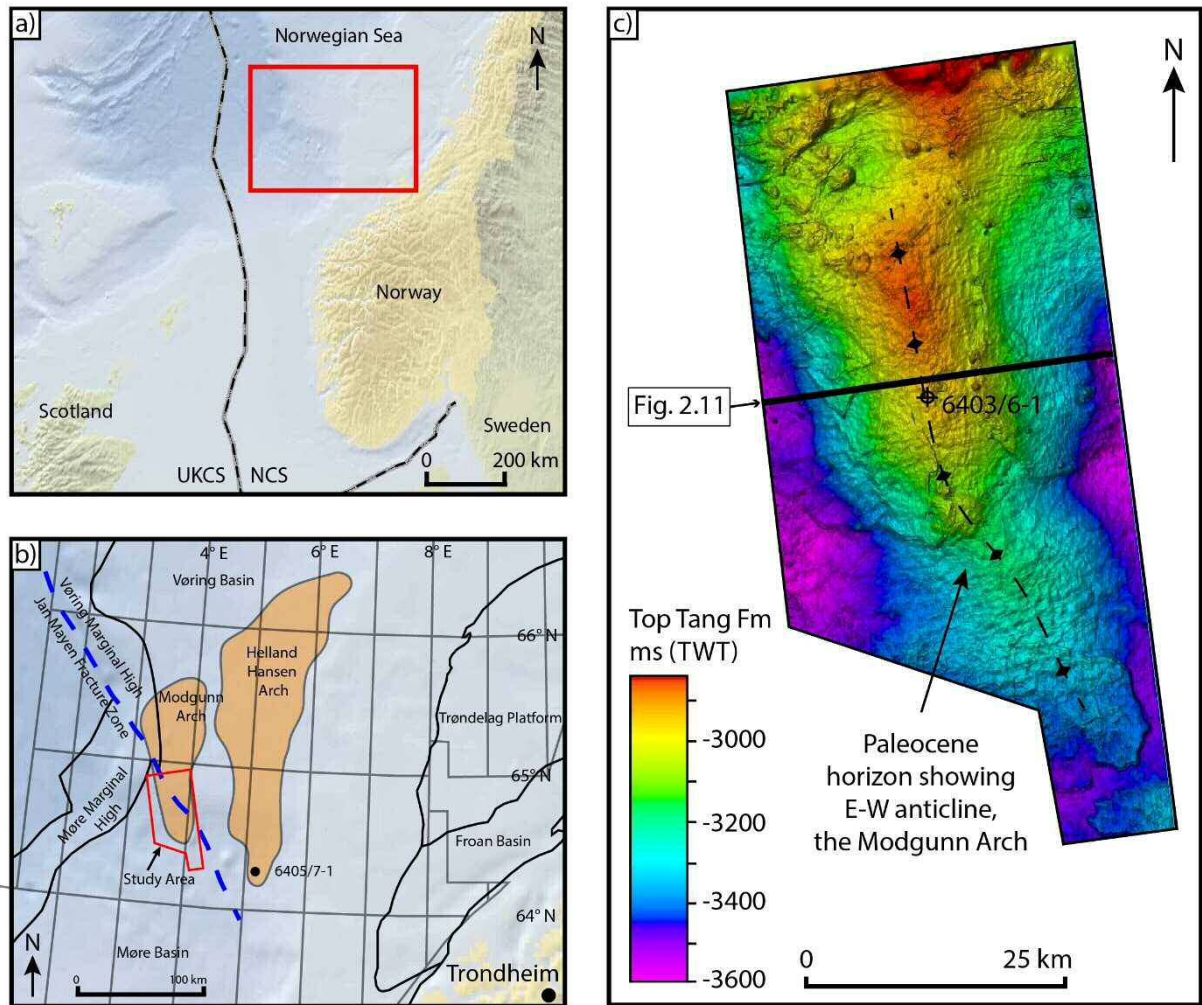 a)
Norwegian Sea
N
Norway
Scotland
Sweden
UKCS
NCS
0
200 km
b)
4° E
6° E
8° E
Vøring Basin
66° N
Vøring Marginal High
Jan Mayen Fracture Zone
Helland
Hansen
Arch
Modgunn
Arch
Trøndelag Platform
65° N
Møre Marginal
High
Froan Basin
Study Area
6405/7-1
64° N
N
Møre Basin
0
100 km
Trondheim
c)
N
Fig. 2.11
6403/6-1
Top Tang Fm
ms (TWT)
-3000
-3200
-3400
-3600
Paleocene
horizon showing
E-W anticline,
the Modgunn Arch
0
25 km